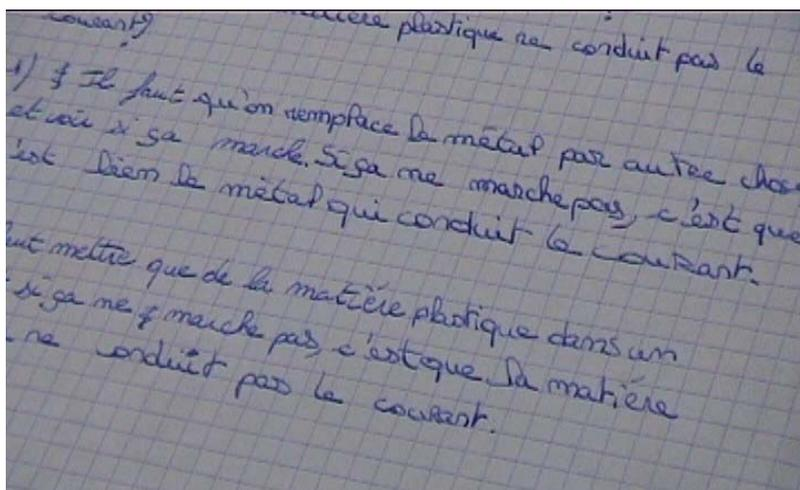 matière plastique ne conduit pas le
courant?
1) Il faut qu'on remplace le métal par autre chose
et voir si ça marche. Si ça ne marche pas, c'est que
c'est bien le métal qui conduit le courant.
faut mettre que de la matière plastique dans un
si ça ne marche pas, c'est que la matière
ne conduit pas le courant.